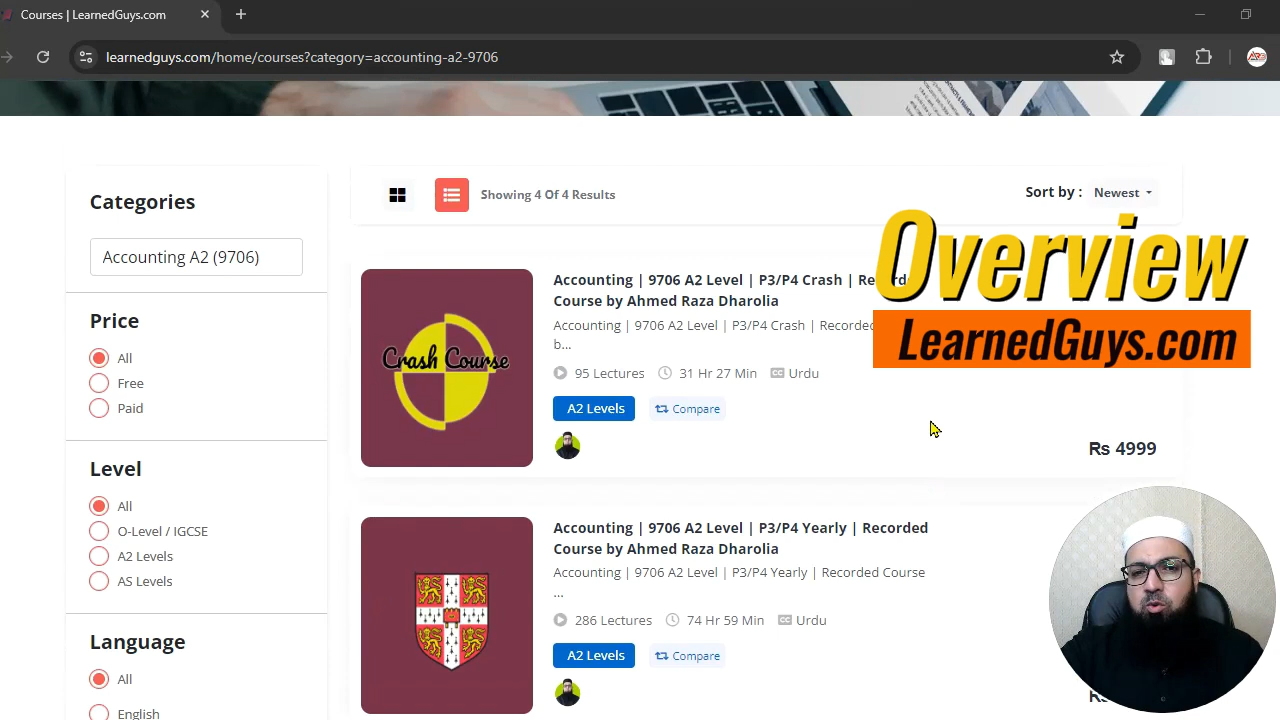 Courses | LearnedGuys.com
learnedguys.com/home/courses?category=accounting-a2-9706
Categories
Accounting A2 (9706)
Price
All
Free
Paid
Level
All
O-Level / IGCSE
A2 Levels
AS Levels
Language
All
English
Showing 4 Of 4 Results
Sort by :
Newest
Overview
LearnedGuys.com
Crash Course
Accounting | 9706 A2 Level | P3/P4 Crash |
Course by Ahmed Raza Dharolia
Accounting | 9706 A2 Level | P3/P4 Crash | Recorded
b...
95 Lectures 31 Hr 27 Min CC Urdu
A2 Levels Compare
Rs 4999
Accounting | 9706 A2 Level | P3/P4 Yearly | Recorded
Course by Ahmed Raza Dharolia
Accounting | 9706 A2 Level | P3/P4 Yearly | Recorded Course
...
286 Lectures 74 Hr 59 Min CC Urdu
A2 Levels Compare